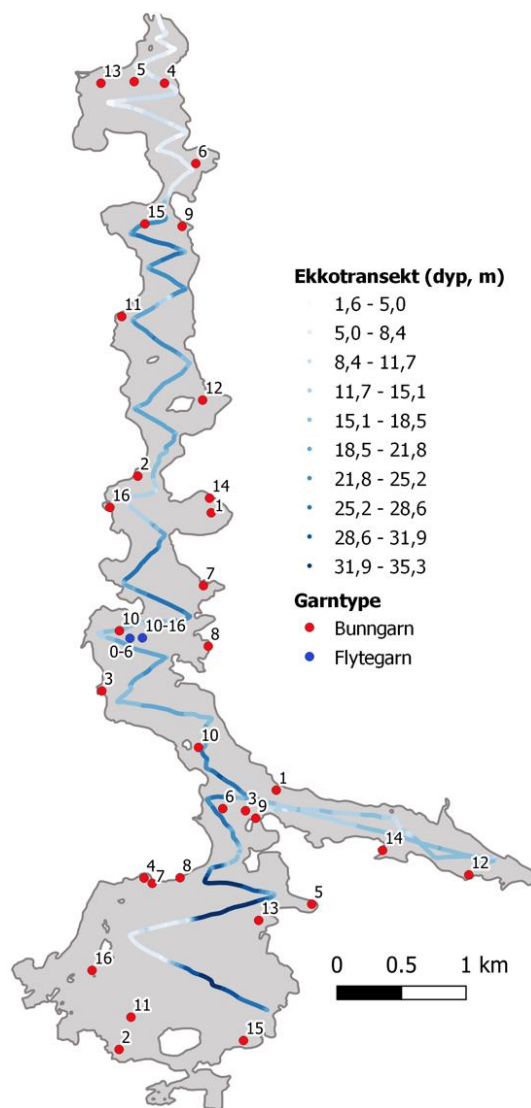 13 5 4
6
15 9
11
12
2
14
16 1
7
10 10-16
0-6 8
3
10
1
6 3 9
14
12
4 7 8
5
13
16
11
2 15
Ekkotransekt (dyp, m)
1,6 - 5,0
5,0 - 8,4
8,4 - 11,7
11,7 - 15,1
15,1 - 18,5
18,5 - 21,8
21,8 - 25,2
25,2 - 28,6
28,6 - 31,9
31,9 - 35,3
Garntype
Bunngarn
Flytegarn
0 0.5 1 km